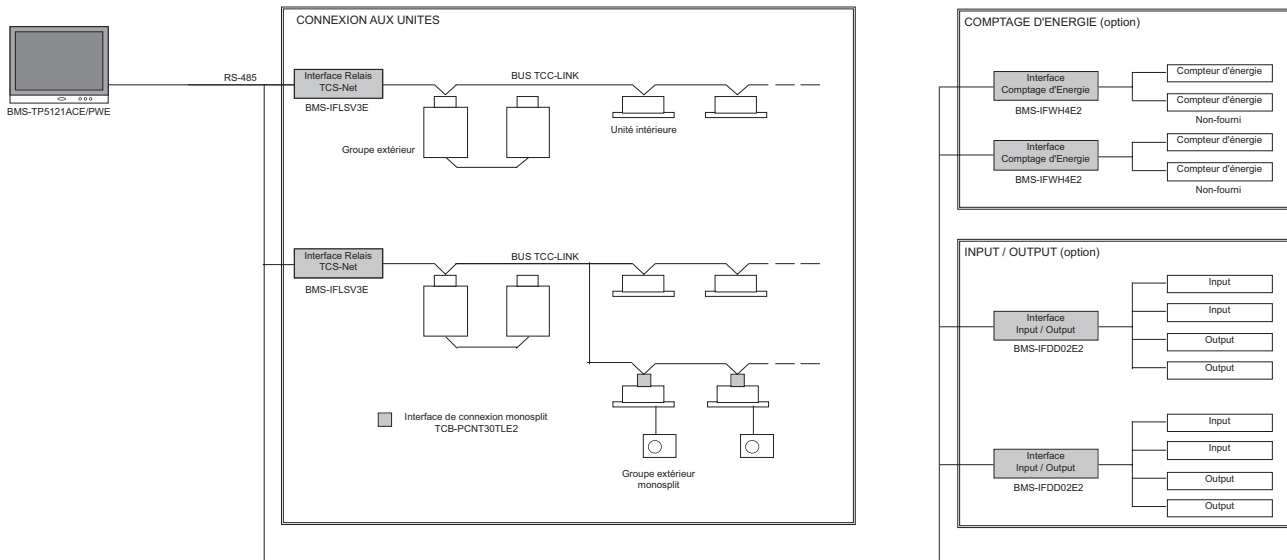 BMS-TP5121ACE/PWE
RS-485
CONNEXION AUX UNITES
Interface Relais
TCS-Net
BMS-IFLSV3E
BUS TCC-LINK
Groupe extérieur
Unité intérieure
Interface Relais
TCS-Net
BMS-IFLSV3E
BUS TCC-LINK
Interface de connexion monosplit
TCB-PCNT30TLE2
Groupe extérieur
monosplit
COMPTAGE D'ENERGIE (option)
Interface
Comptage d'Energie
BMS-IFWH4E2
Compteur d'énergie
Compteur d'énergie
Non-fourni
Interface
Comptage d'Energie
BMS-IFWH4E2
Compteur d'énergie
Compteur d'énergie
Non-fourni
INPUT / OUTPUT (option)
Interface
Input / Output
BMS-IFDD02E2
Input
Input
Output
Output
Interface
Input / Output
BMS-IFDD02E2
Input
Input
Output
Output